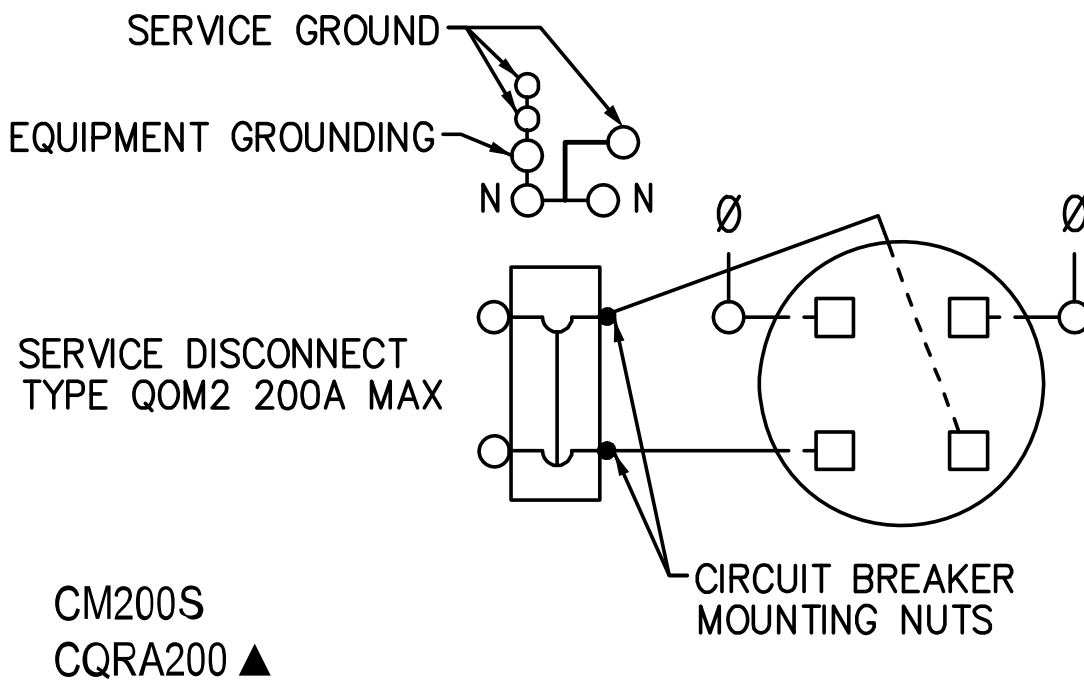 SERVICE GROUND
EQUIPMENT GROUNDING
N N
Ø Ø
SERVICE DISCONNECT
TYPE QOM2 200A MAX
CIRCUIT BREAKER
MOUNTING NUTS
CM200S
CQRA200 ▲